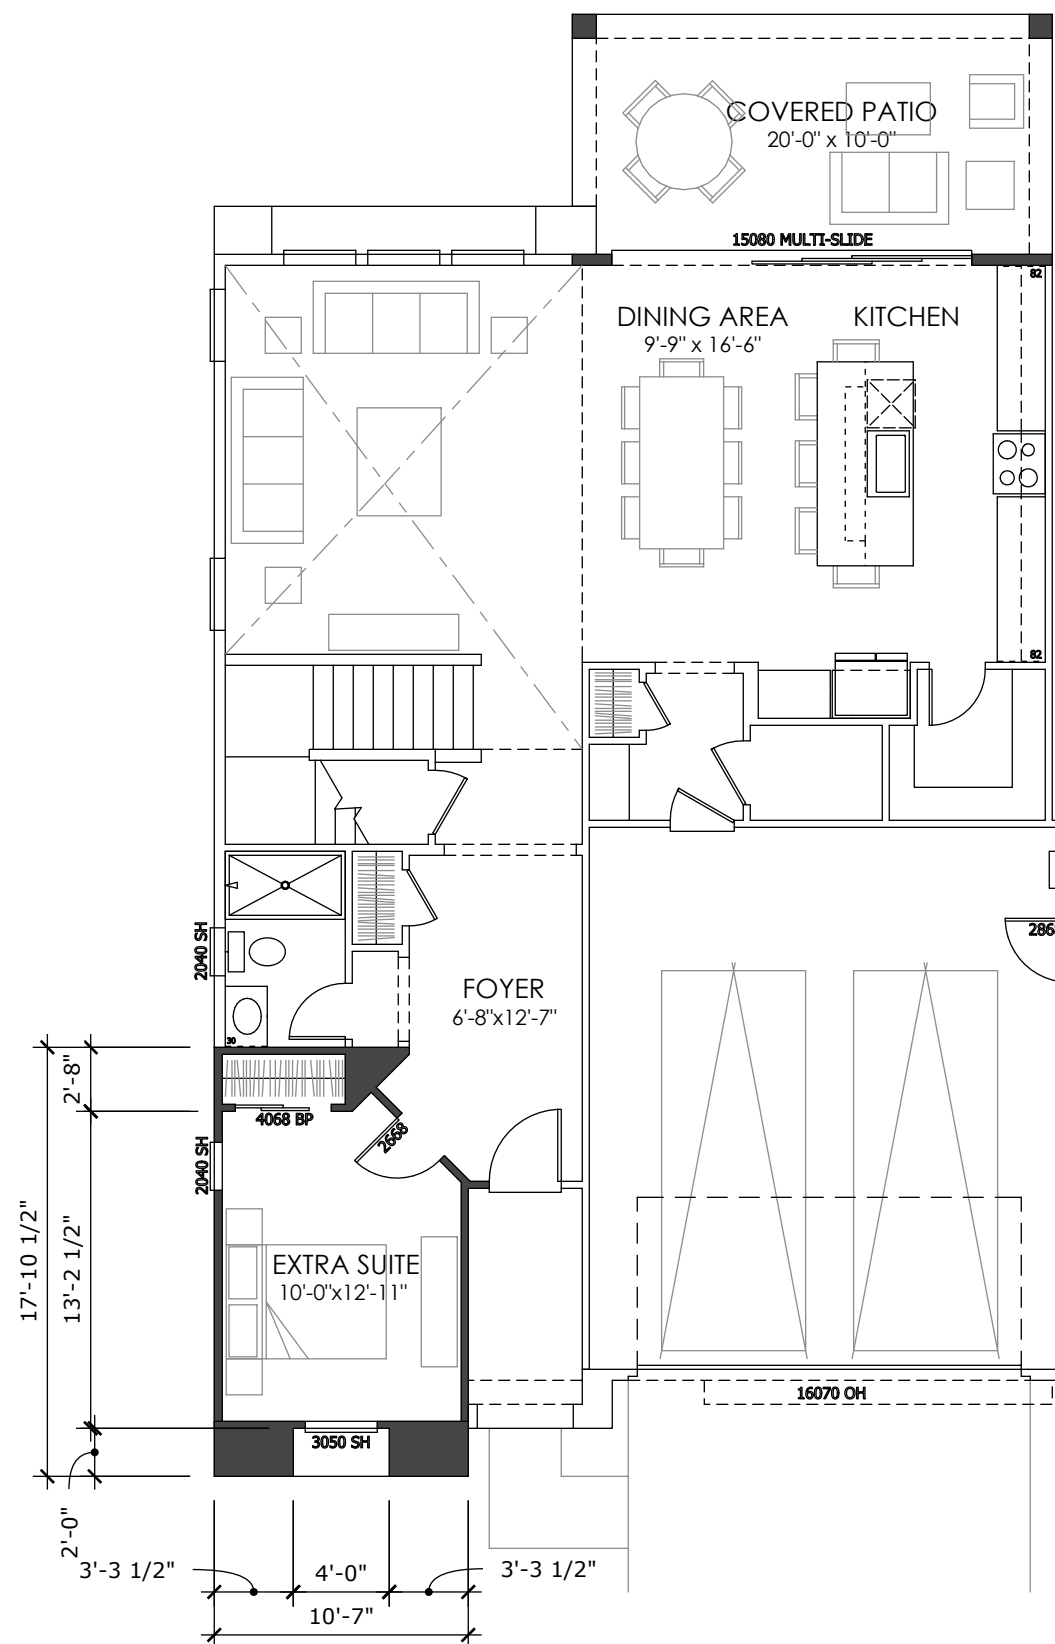 COVERED PATIO
20'-0" x 10'-0"
15080 MULTI-SLIDE
82
DINING AREA
9'-9" x 16'-6"
KITCHEN
82
2040 SH
286
FOYER
6'-8"x12'-7"
30
2'-8"
4068 BP
2668
2040 SH
17'-10 1/2"
13'-2 1/2"
EXTRA SUITE
10'-0"x12'-11"
16070 OH
3050 SH
2'-0"
3'-3 1/2"
4'-0"
3'-3 1/2"
10'-7"